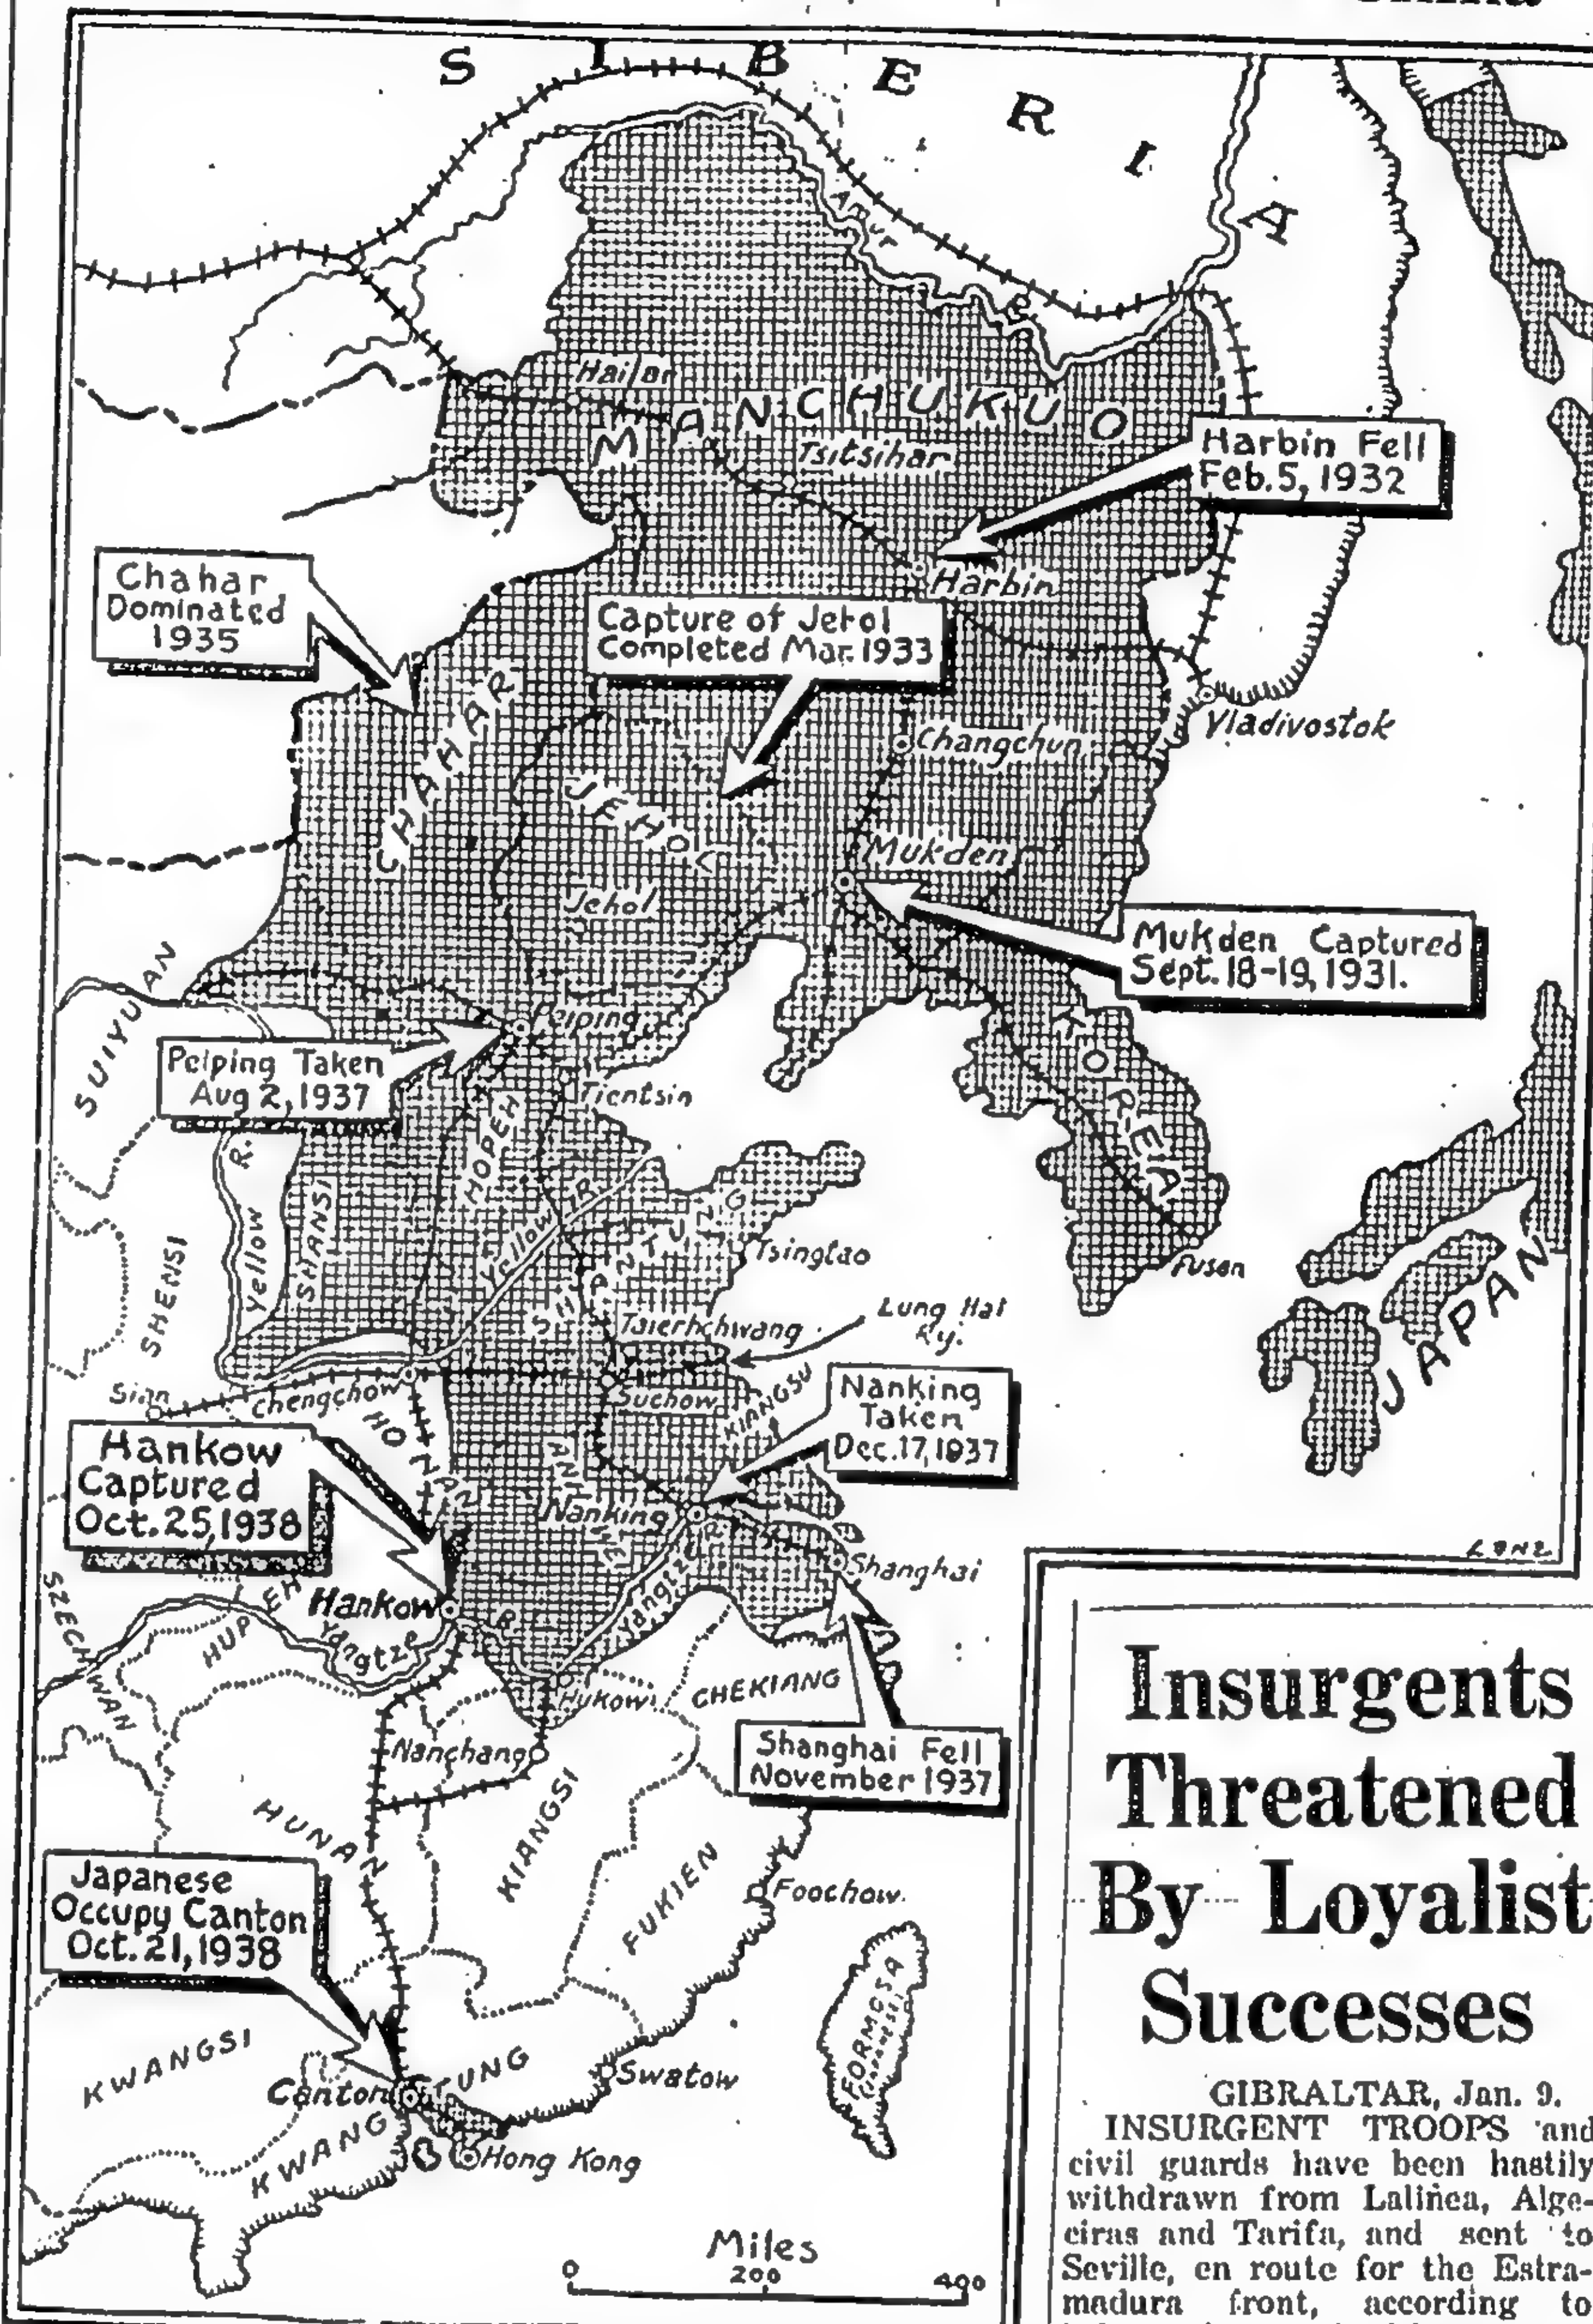 SIBERIA
Amur
Hailar
MANCHUKUO
Tsitsihar
Harbin Fell
Feb. 5, 1932
Harbin
Chahar
Dominated
1935
Capture of Jehol
Completed Mar. 1933
CHAHAR
Vladivostok
Changchun
JEHOL
Mukden
Jehol
Mukden Captured
Sept. 18-19, 1931.
SUIYUAN
Peiping
Peiping Taken
Aug 2, 1937
Tientsin
KOREA
HOPEH
R.
Yellow
SHANSI
SHENSI
Yellow R.
SHANTUNG
Tsingtao
Fusan
JAPAN
Taierhchwang
Lung Hai
Ry.
Sian
Chengchow
Suchow
KIANGSU
HONAN
Nanking
Taken
Dec. 17, 1937
Hankow
Captured
Oct. 25, 1938
ANHWEI
Nanking
Shanghai
SZECHWAN
HUPEH
Hankow
Yangtze
R.
Yangtze
Hukow
CHEKIANG
Nanchang
Shanghai Fell
November 1937
HUNAN
KIANGSI
FUKIEN
Foochow
Japanese
Occupy Canton
Oct. 21, 1938
FORMOSA
(JAPANESE)
KWANGSI
Canton
KWANGTUNG
Swatow
Hong Kong
Miles
0 200 400
Insurgents
Threatened
By Loyalist
Successes
GIBRALTAR, Jan. 9.
INSURGENT TROOPS and
civil guards have been hastily
withdrawn from Laliñea, Alge-
ciras and Tarifa, and sent to
Seville, en route for the Estra-
madura front, according to